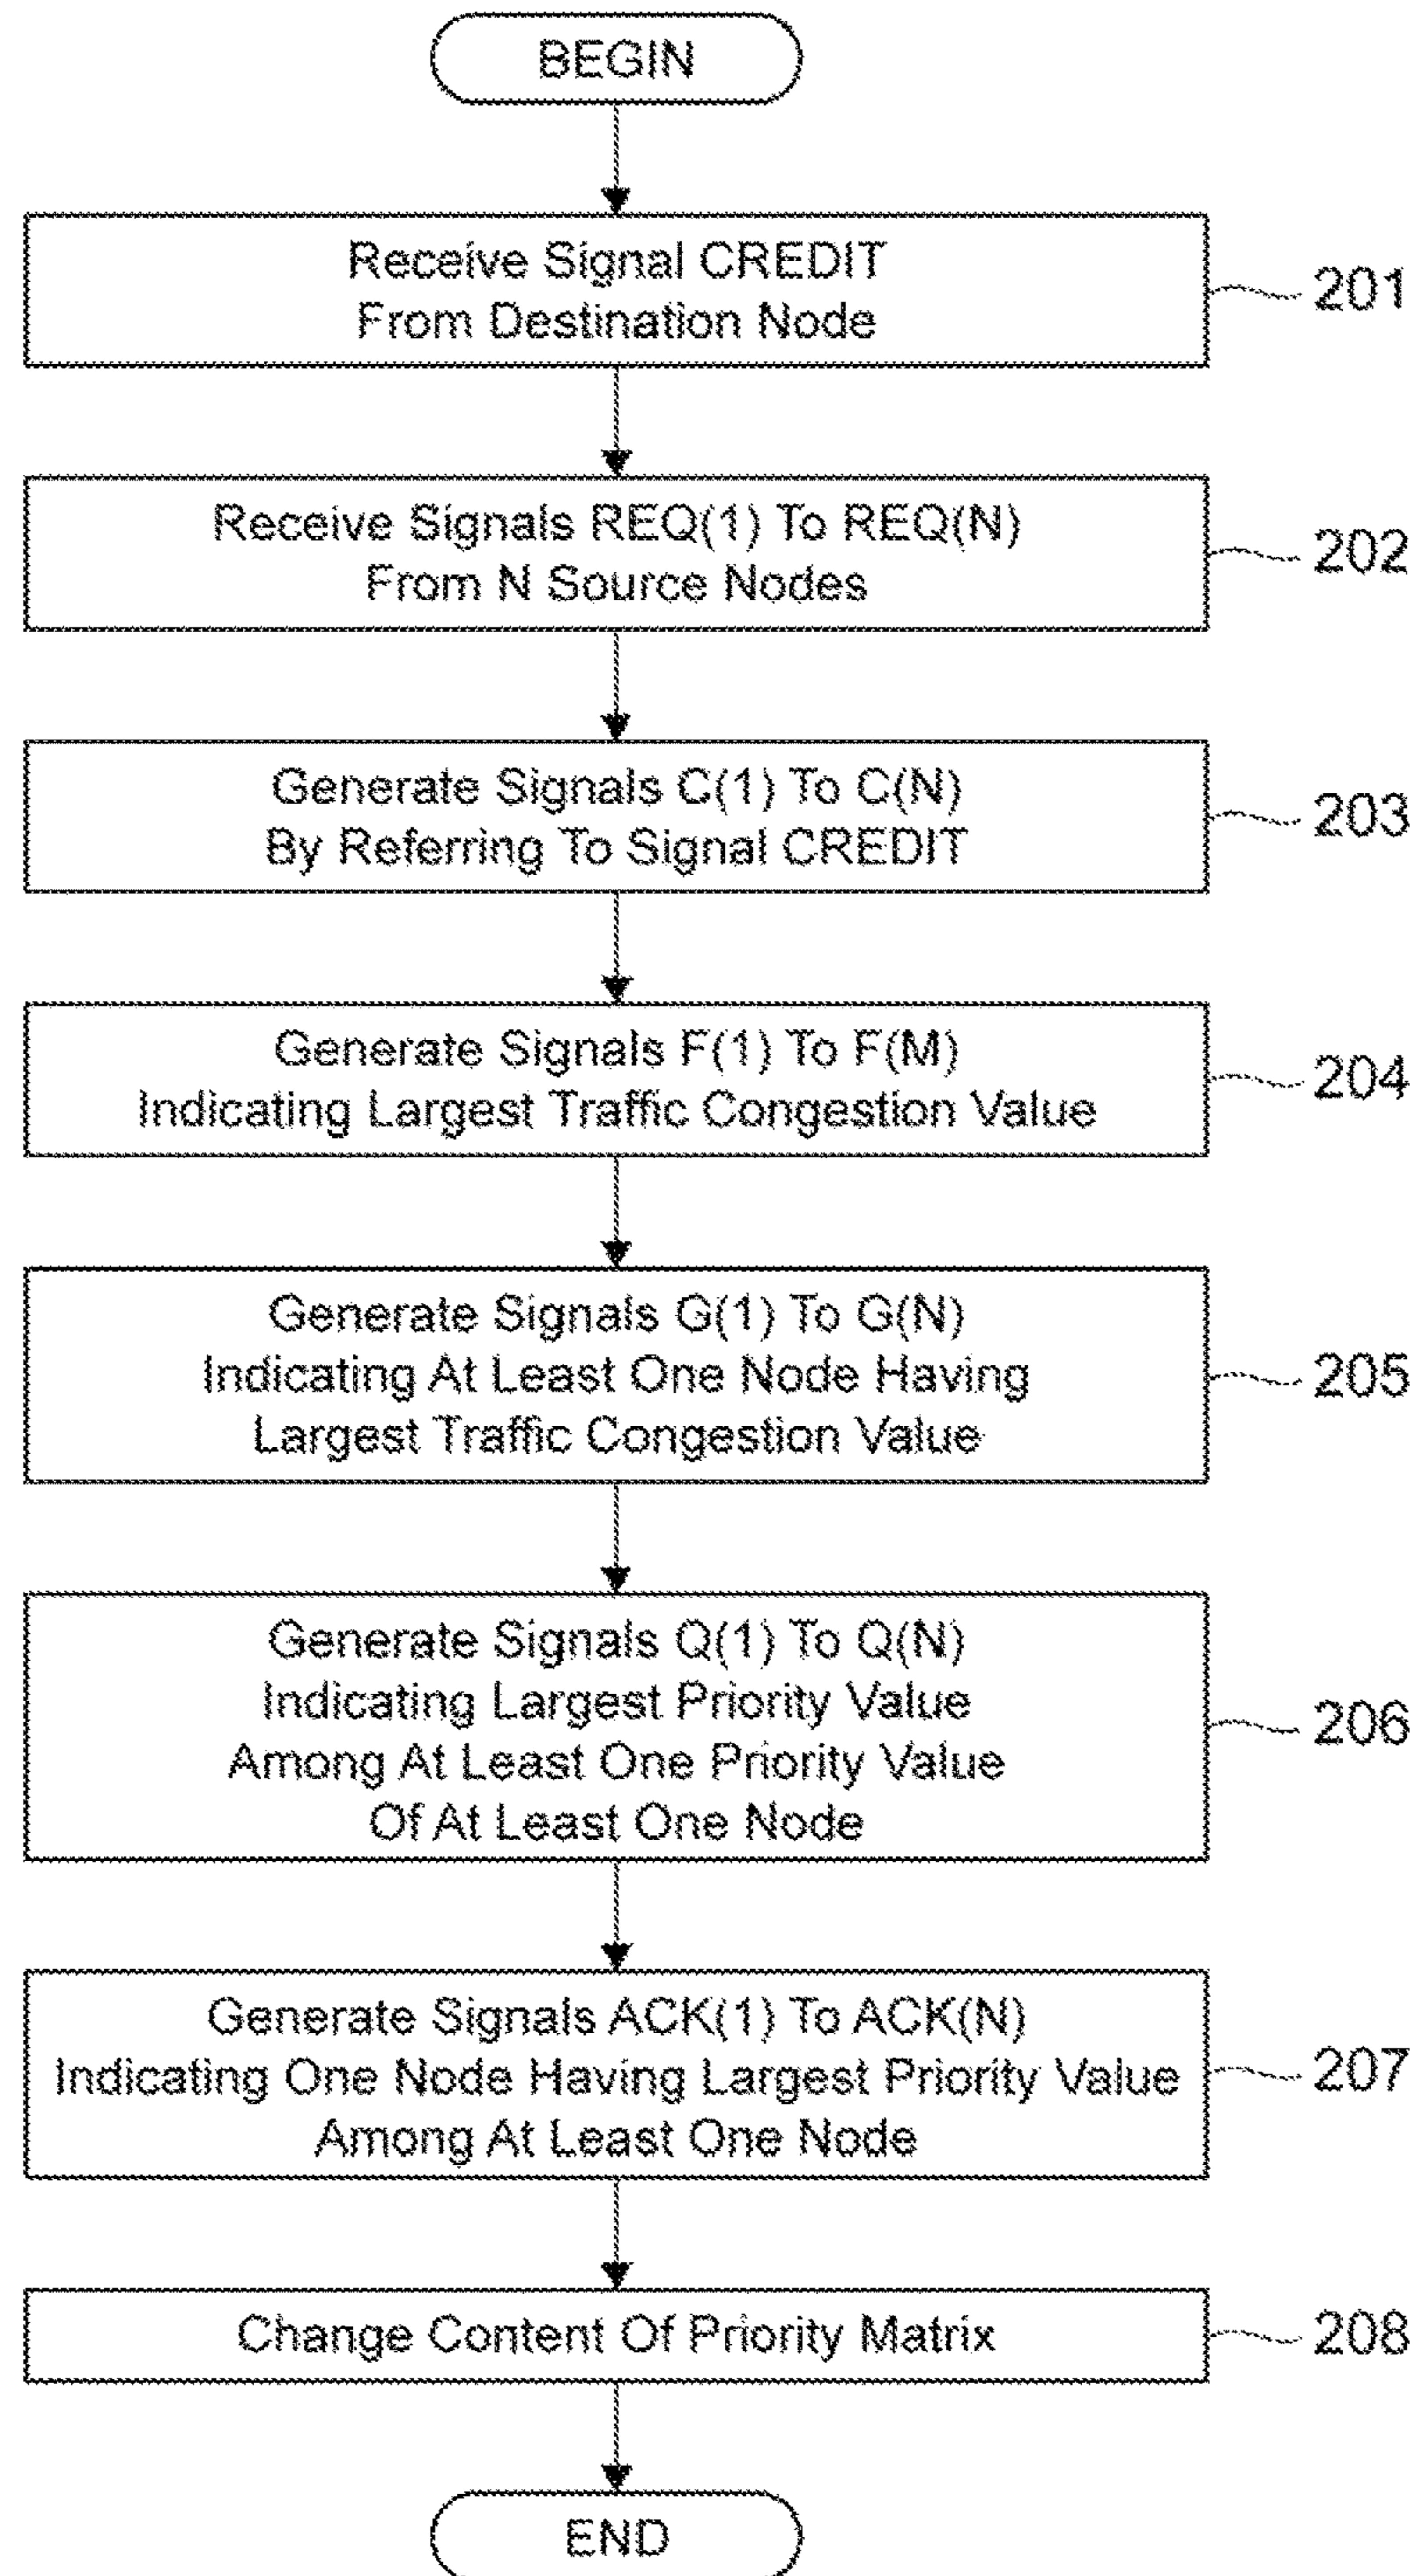 BEGIN
Receive Signal CREDIT
From Destination Node
201
Receive Signals REQ(1) To REQ(N)
From N Source Nodes
202
Generate Signals C(1) To C(N)
By Referring To Signal CREDIT
203
Generate Signals F(1) To F(M)
Indicating Largest Traffic Congestion Value
204
Generate Signals G(1) To G(N)
Indicating At Least One Node Having
Largest Traffic Congestion Value
205
Generate Signals Q(1) To Q(N)
Indicating Largest Priority Value
Among At Least One Priority Value
Of At Least One Node
206
Generate Signals ACK(1) To ACK(N)
Indicating One Node Having Largest Priority Value
Among At Least One Node
207
Change Content Of Priority Matrix
208
END